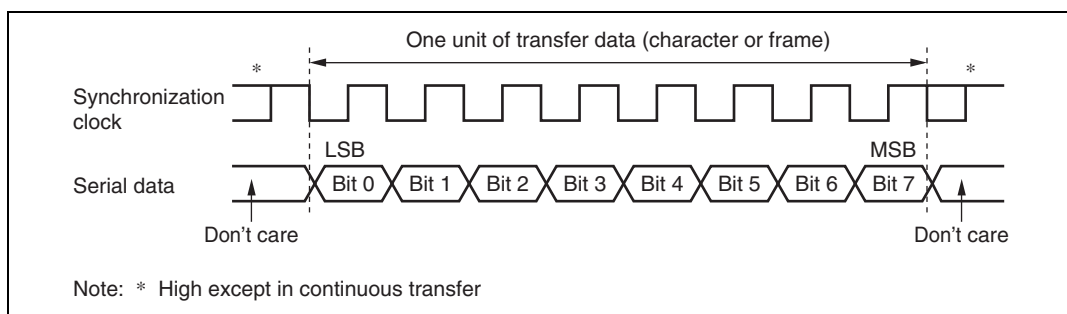 One unit of transfer data (character or frame)
* *
Synchronization
clock
LSB MSB
Serial data Bit 0 Bit 1 Bit 2 Bit 3 Bit 4 Bit 5 Bit 6 Bit 7
Don't care Don't care
Note: * High except in continuous transfer